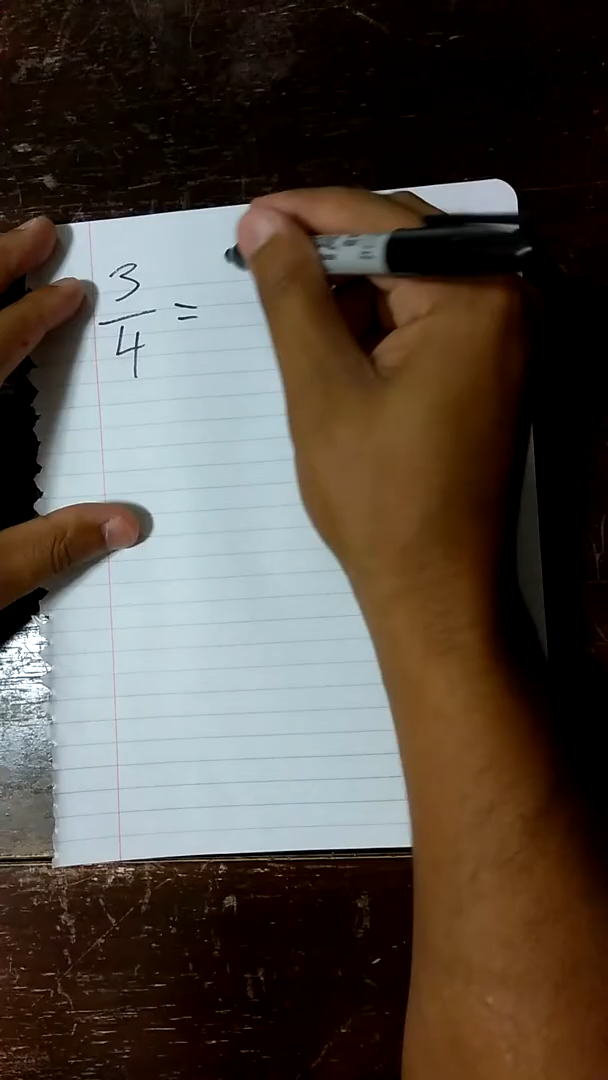 3/4 =